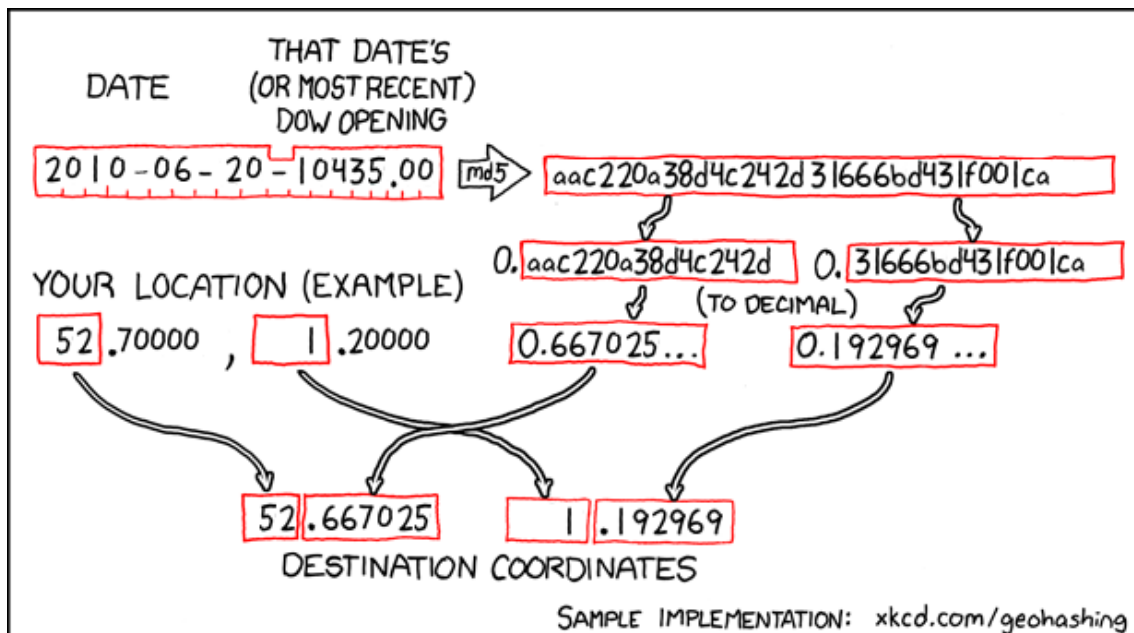 DATE
THAT DATE'S
(OR MOST RECENT)
DOW OPENING
2010-06-20-10435.00
md5
aac220a38d4c242d31666bd431f001ca
0.aac220a38d4c242d
0.31666bd431f001ca
(TO DECIMAL)
YOUR LOCATION (EXAMPLE)
52.70000, 1.20000
0.667025...
0.192969...
52.667025
1.192969
DESTINATION COORDINATES
SAMPLE IMPLEMENTATION: xkcd.com/geohashing